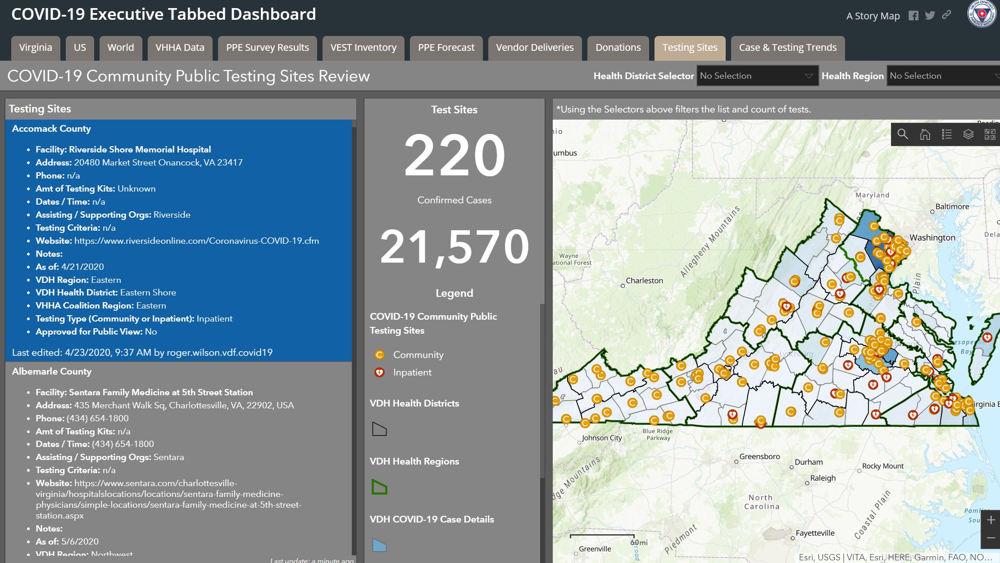 COVID-19 Executive Tabbed Dashboard
A Story Map
Virginia
US
World
VHHA Data
PPE Survey Results
VEST Inventory
PPE Forecast
Vendor Deliveries
Donations
Testing Sites
Case & Testing Trends
COVID-19 Community Public Testing Sites Review
Health District Selector
No Selection
Health Region
No Selection
Testing Sites
Accomack County
• Facility: Riverside Shore Memorial Hospital
• Address: 20480 Market Street Onancock, VA 23417
• Phone: n/a
• Amt of Testing Kits: Unknown
• Dates / Time: n/a
• Assisting / Supporting Orgs: Riverside
• Testing Criteria: n/a
• Website: https://www.riversideonline.com/Coronavirus-COVID-19.cfm
• Notes:
• As of: 4/21/2020
• VDH Region: Eastern
• VDH Health District: Eastern Shore
• VHHA Coalition Region: Eastern
• Testing Type (Community or Inpatient): Inpatient
• Approved for Public View: No
Last edited: 4/23/2020, 9:37 AM by roger.wilson.vdf.covid19
Albemarle County
• Facility: Sentara Family Medicine at 5th Street Station
• Address: 435 Merchant Walk Sq, Charlottesville, VA, 22902, USA
• Phone: (434) 654-1800
• Amt of Testing Kits: n/a
• Dates / Time: (434) 654-1800
• Assisting / Supporting Orgs: Sentara
• Testing Criteria: n/a
• Website: https://www.sentara.com/charlottesville-
virginia/hospitalslocations/locations/sentara-family-medicine-
physicians/simple-locations/sentara-family-medicine-at-5th-street-
station.aspx
• Notes:
• As of: 5/6/2020
• VDH Region: Northwest
Last update: a minute ago
Test Sites
220
Confirmed Cases
21,570
Legend
COVID-19 Community Public
Testing Sites
Community
Inpatient
VDH Health Districts
VDH Health Regions
VDH COVID-19 Case Details
*Using the Selectors above filters the list and count of tests.
hio
umbus
Maryland
Baltimore
Washington
Dela
Allegheny Mountains
Wayne
ational Forest
Charleston
Plain
esapeake
Bay
Lynchburg
irginia B
Johnson City
Blue Ridge
Parkway
Greensboro
Durham
Rocky Mount
Raleigh
dge Mountains
North
Carolina
Coastal Plain
Pamli
Sou
Piedmont
Fayetteville
60mi
Greenville
Esri, USGS | VITA, Esri, HERE, Garmin, FAO, NO...